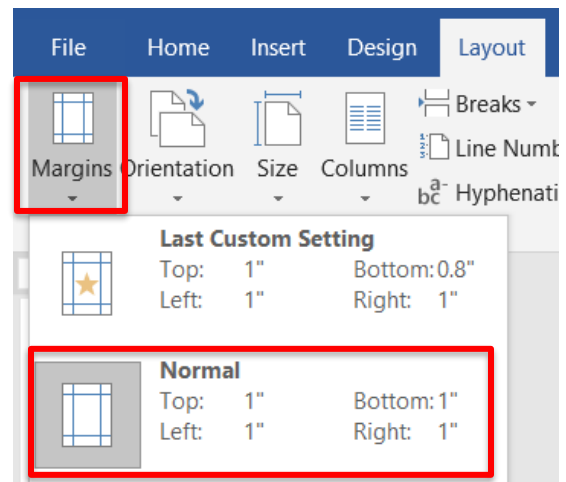 File Home Insert Design Layout
Breaks
Line Numb
Hyphenati
Margins Orientation Size Columns
Last Custom Setting
Top: 1" Bottom: 0.8"
Left: 1" Right: 1"
Normal
Top: 1" Bottom: 1"
Left: 1" Right: 1"